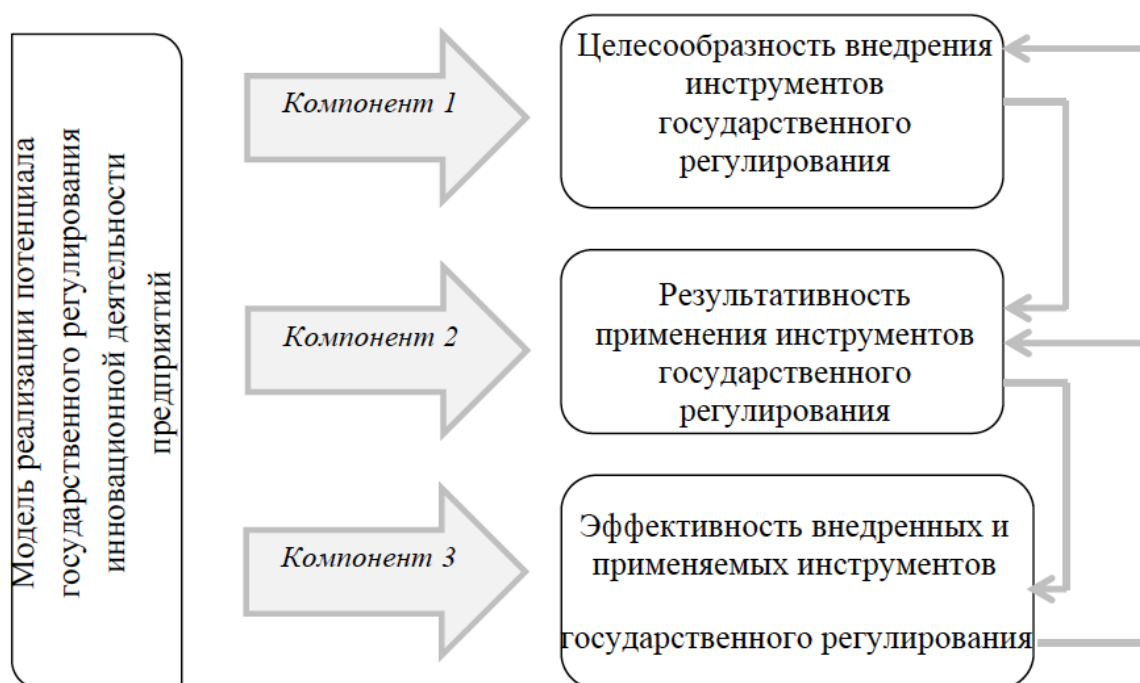 Модель реализации потенциала
государственного регулирования
инновационной деятельности
предприятий
Компонент 1
Целесообразность внедрения
инструментов
государственного
регулирования
Компонент 2
Результативность
применения инструментов
государственного
регулирования
Компонент 3
Эффективность внедренных и
применяемых инструментов
государственного регулирования